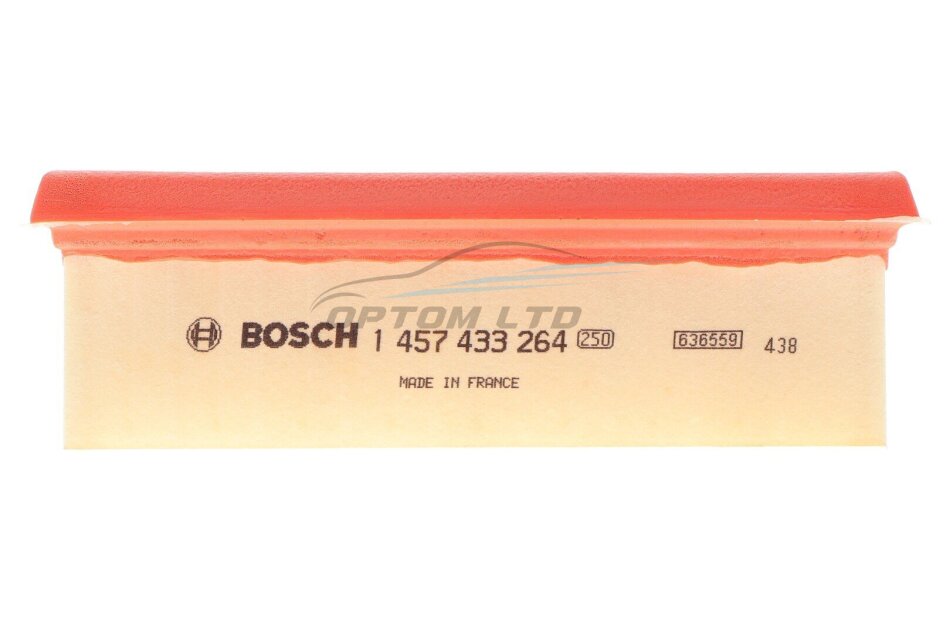 OPTOM LTD
BOSCH 1 457 433 264 250 636559 438
MADE IN FRANCE